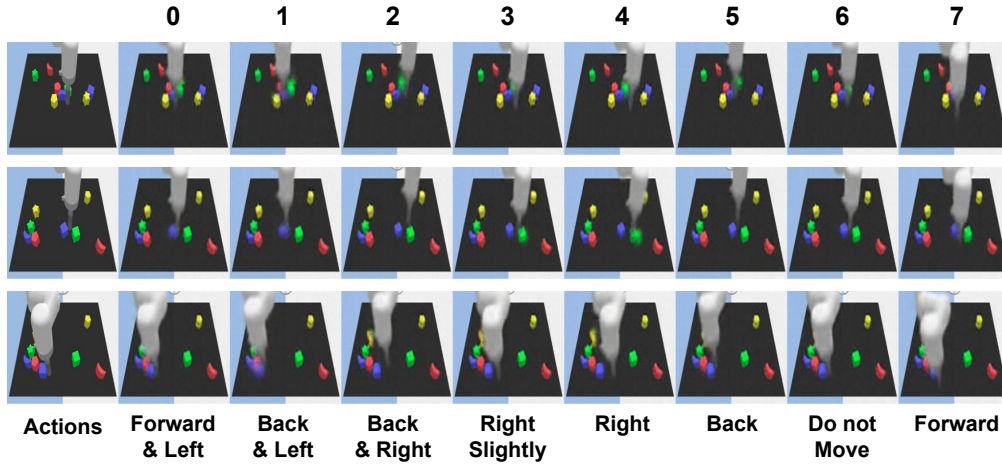 0 1 2 3 4 5 6 7
Actions Forward Back Back Right Right Back Do not Forward
& Left & Left & Right Slightly Move